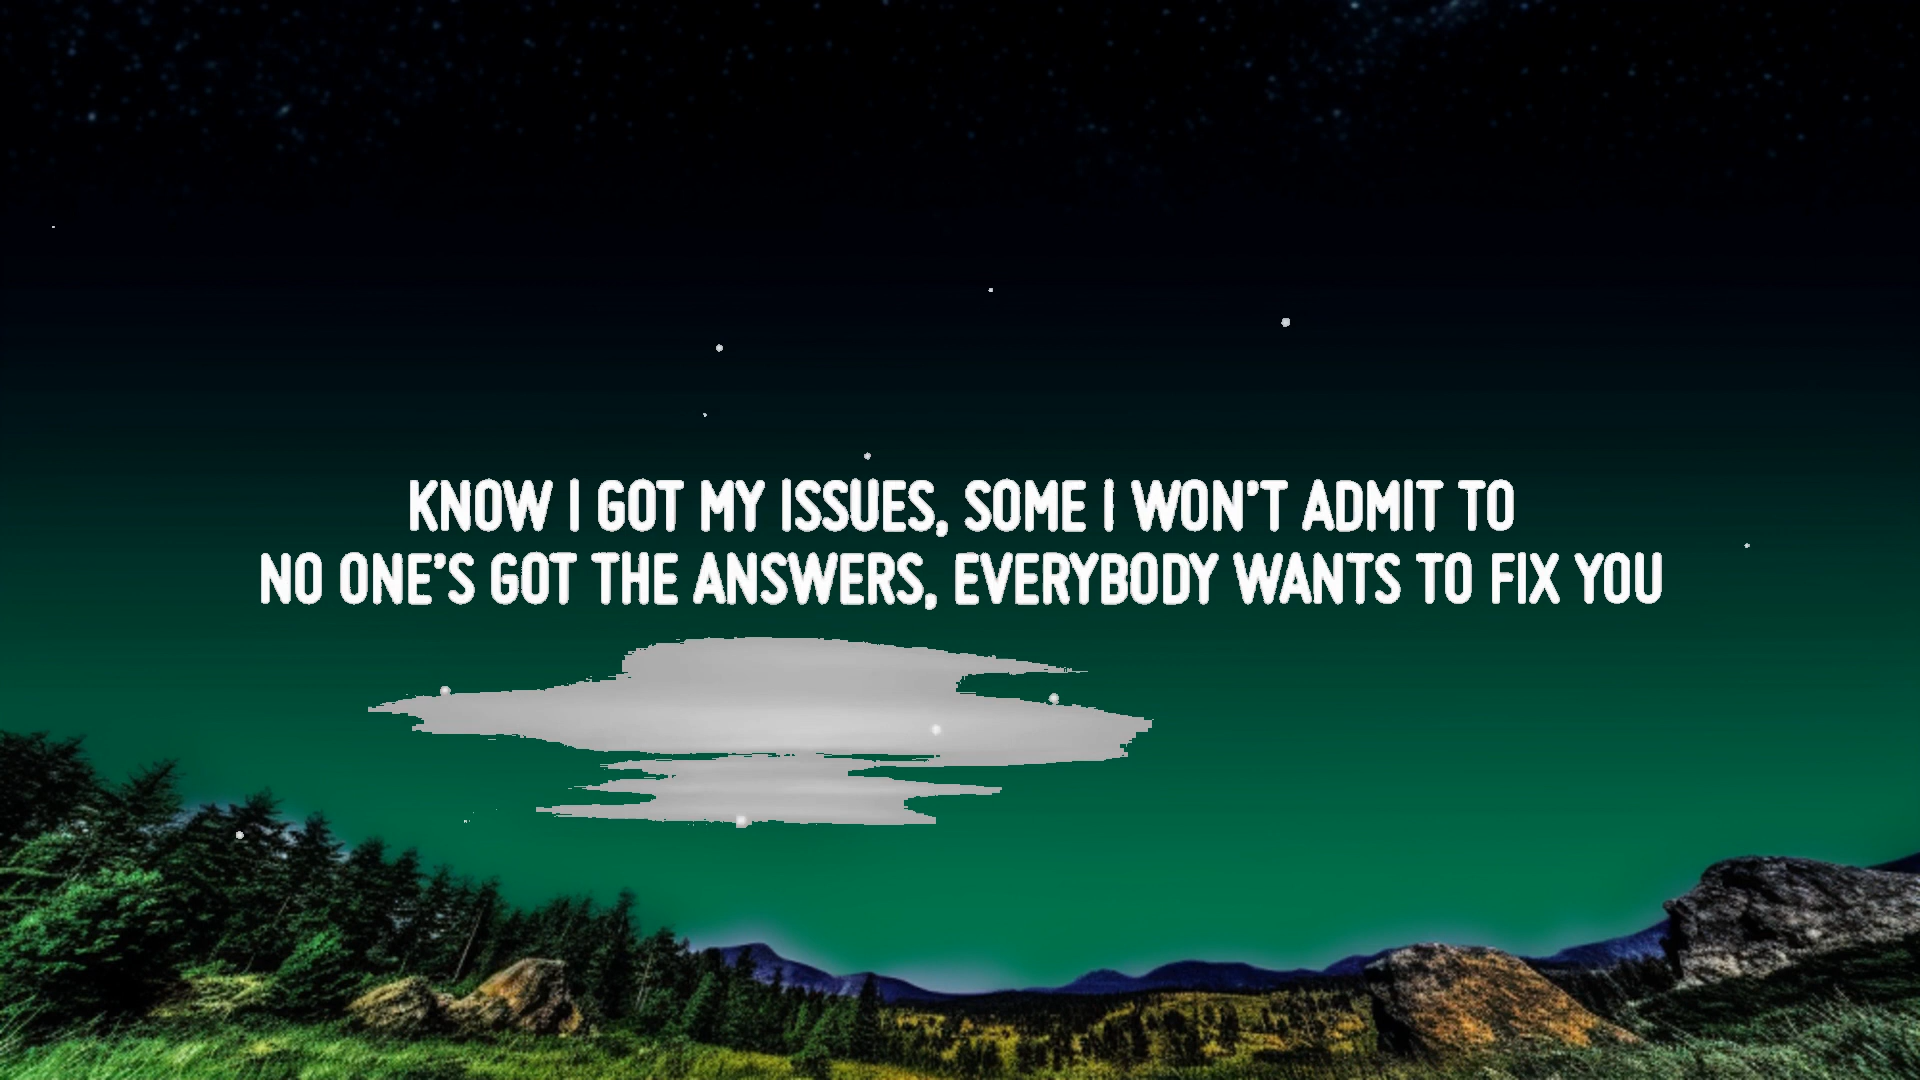 KNOW I GOT MY ISSUES, SOME I WON'T ADMIT TO
NO ONE'S GOT THE ANSWERS, EVERYBODY WANTS TO FIX YOU